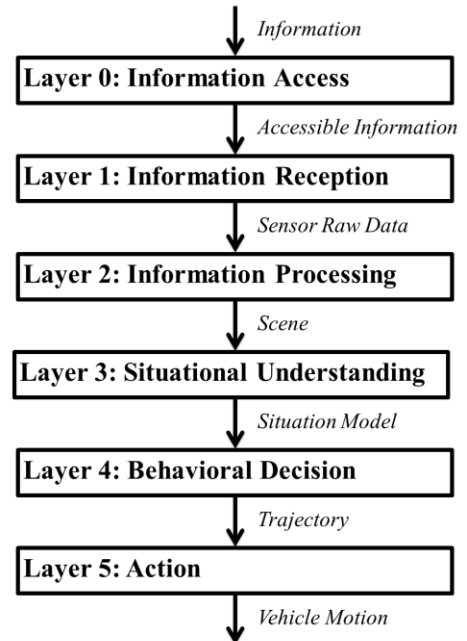 Information
Layer 0: Information Access
Accessible Information
Layer 1: Information Reception
Sensor Raw Data
Layer 2: Information Processing
Scene
Layer 3: Situational Understanding
Situation Model
Layer 4: Behavioral Decision
Trajectory
Layer 5: Action
Vehicle Motion